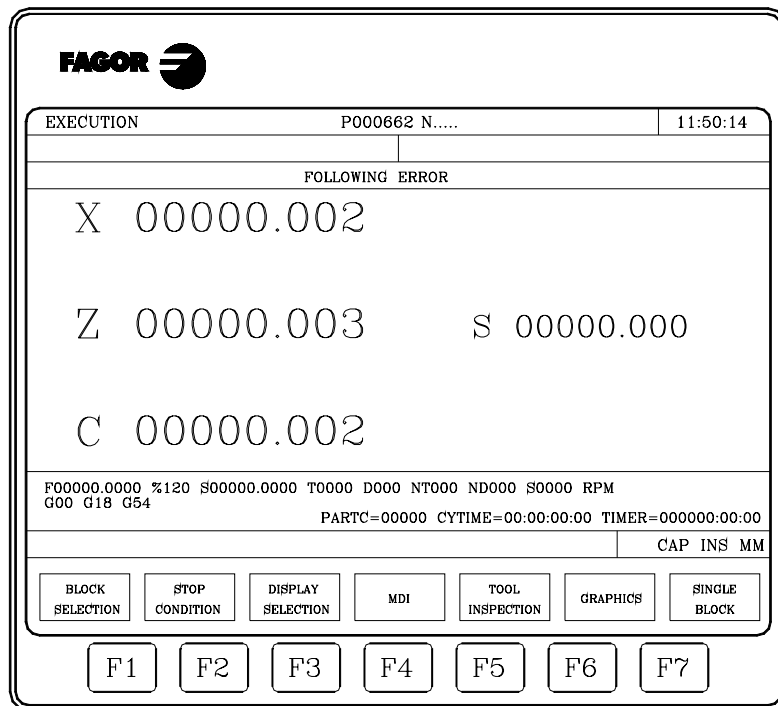 FAGOR
EXECUTION P000662 N..... 11:50:14
FOLLOWING ERROR
X 00000.002
Z 00000.003 S 00000.000
C 00000.002
F00000.0000 %120 S00000.0000 T0000 D000 NT000 ND000 S0000 RPM
G00 G18 G54
PARTC=00000 CYTIME=00:00:00:00 TIMER=000000:00:00
CAP INS MM
BLOCK SELECTION STOP CONDITION DISPLAY SELECTION MDI TOOL INSPECTION GRAPHICS SINGLE BLOCK
F1 F2 F3 F4 F5 F6 F7